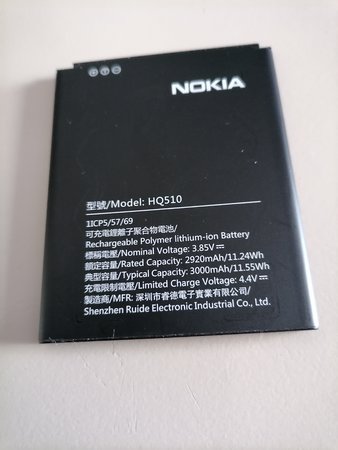 NOKIA
型號/Model: HQ510
1ICP5/57/69
可充電鋰離子聚合物電池/
Rechargeable Polymer lithium-ion Battery
標稱電壓/Nominal Voltage: 3.85V⎓
額定容量/Rated Capacity: 2920mAh/11.24Wh
典型容量/Typical Capacity: 3000mAh/11.55Wh
充電限制電壓/Limited Charge Voltage: 4.4V⎓
製造商/MFR: 深圳市睿德電子實業有限公司/
Shenzhen Ruide Electronic Industrial Co., Ltd.